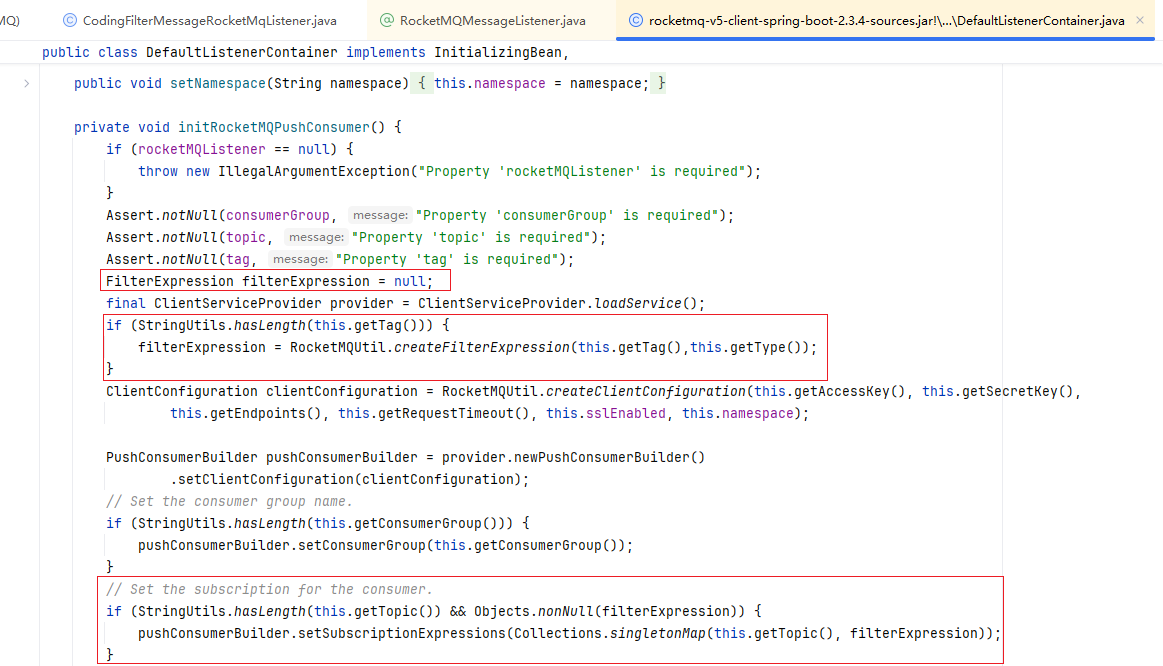 MQ)
CodingFilterMessageRocketMqListener.java
RocketMQMessageListener.java
rocketmq-v5-client-spring-boot-2.3.4-sources.jar!\...\DefaultListenerContainer.java
public class DefaultListenerContainer implements InitializingBean,
public void setNamespace(String namespace) { this.namespace = namespace; }
private void initRocketMQPushConsumer() {
if (rocketMQListener == null) {
throw new IllegalArgumentException("Property 'rocketMQListener' is required");
}
Assert.notNull(consumerGroup, message: "Property 'consumerGroup' is required");
Assert.notNull(topic, message: "Property 'topic' is required");
Assert.notNull(tag, message: "Property 'tag' is required");
FilterExpression filterExpression = null;
final ClientServiceProvider provider = ClientServiceProvider.loadService();
if (StringUtils.hasLength(this.getTag())) {
filterExpression = RocketMQUtil.createFilterExpression(this.getTag(),this.getType());
}
ClientConfiguration clientConfiguration = RocketMQUtil.createClientConfiguration(this.getAccessKey(), this.getSecretKey(),
this.getEndpoints(), this.getRequestTimeout(), this.sslEnabled, this.namespace);
PushConsumerBuilder pushConsumerBuilder = provider.newPushConsumerBuilder()
.setClientConfiguration(clientConfiguration);
// Set the consumer group name.
if (StringUtils.hasLength(this.getConsumerGroup())) {
pushConsumerBuilder.setConsumerGroup(this.getConsumerGroup());
}
// Set the subscription for the consumer.
if (StringUtils.hasLength(this.getTopic()) && Objects.nonNull(filterExpression)) {
pushConsumerBuilder.setSubscriptionExpressions(Collections.singletonMap(this.getTopic(), filterExpression));
}